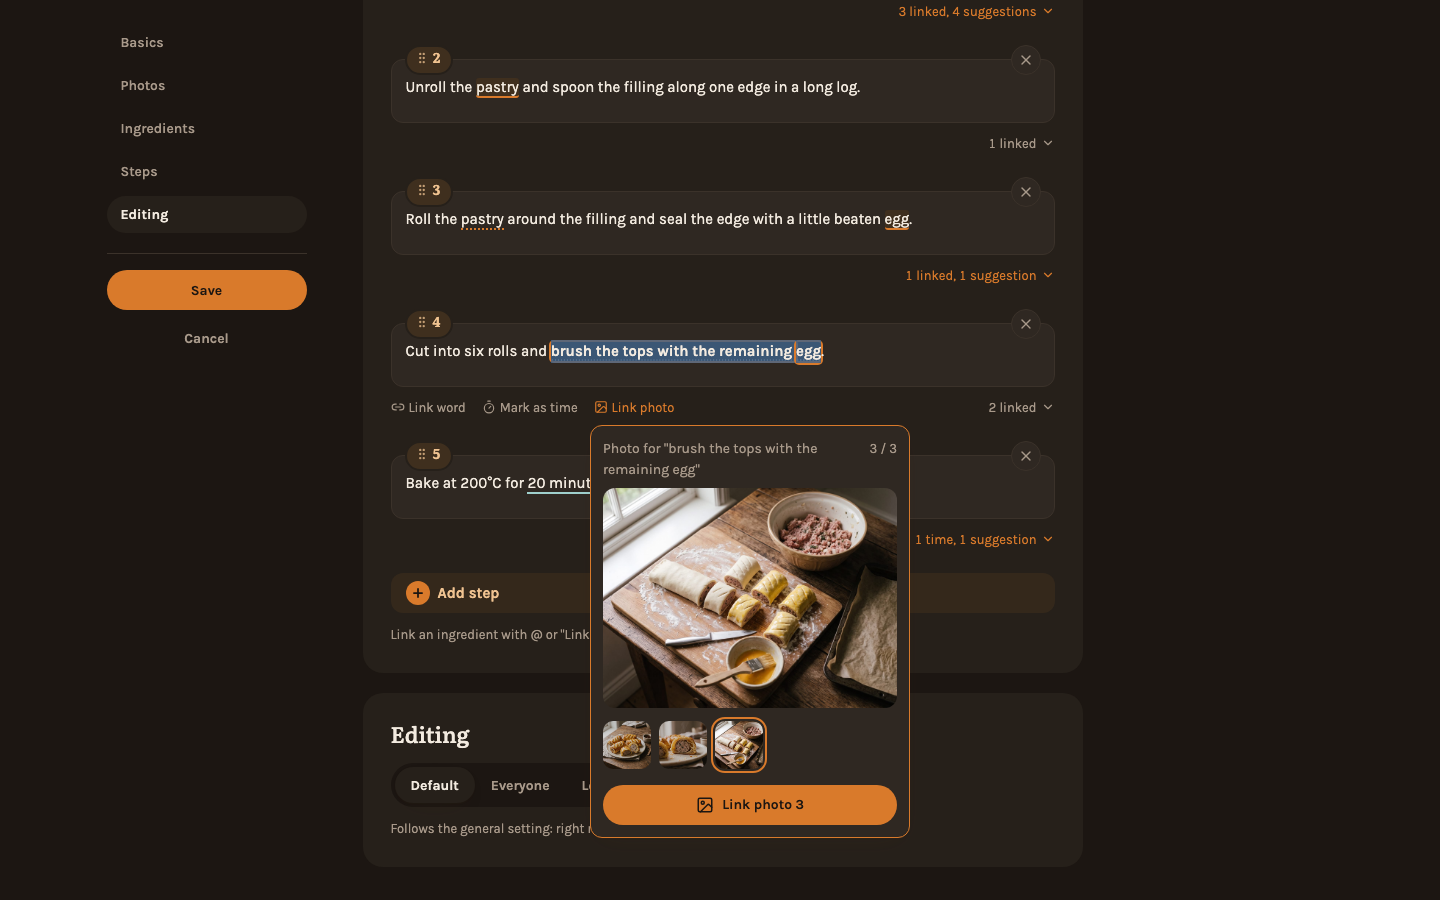 Basics
Photos
Ingredients
Steps
Editing
Save
Cancel
3 linked, 4 suggestions
2
Unroll the pastry and spoon the filling along one edge in a long log.
1 linked
3
Roll the pastry around the filling and seal the edge with a little beaten egg.
1 linked, 1 suggestion
4
Cut into six rolls and brush the tops with the remaining egg.
Link word
Mark as time
Link photo
2 linked
5
Bake at 200°C for 20 minut
1 time, 1 suggestion
Photo for "brush the tops with the
remaining egg"
3 / 3
Link photo 3
Add step
Link an ingredient with @ or "Link
Editing
Default
Everyone
Follows the general setting: right